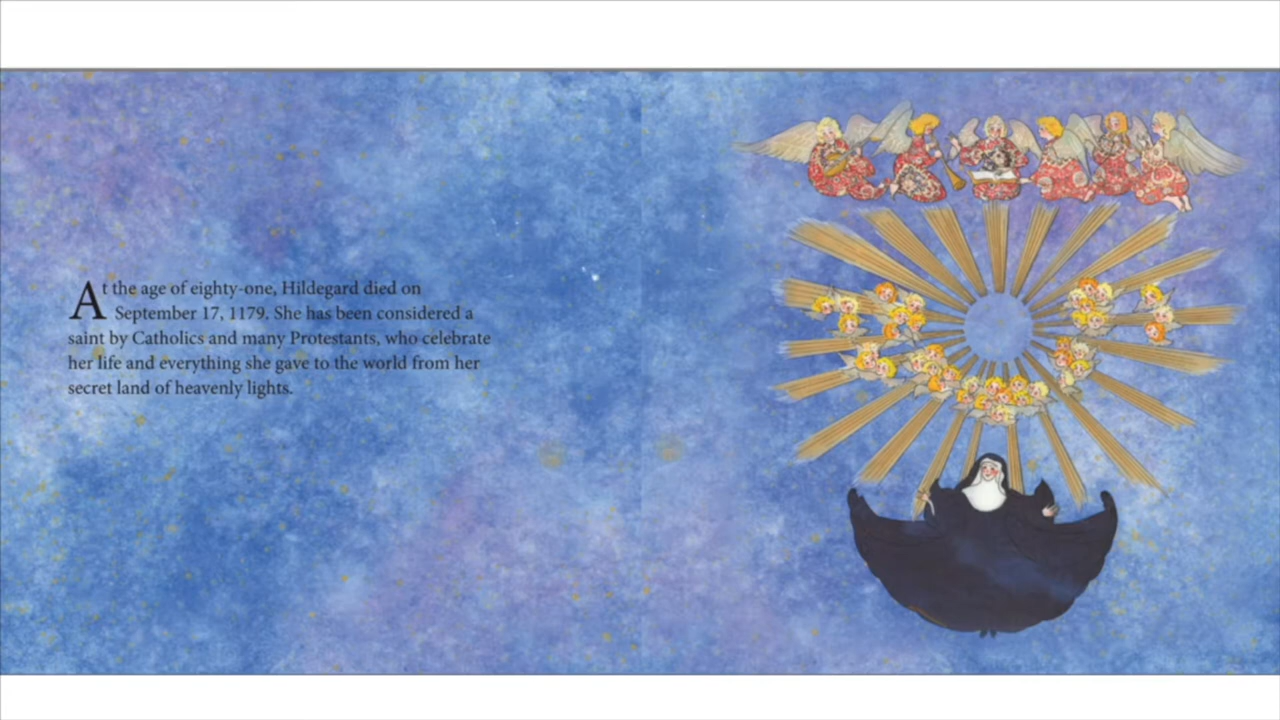 At the age of eighty-one, Hildegard died on
September 17, 1179. She has been considered a
saint by Catholics and many Protestants, who celebrate
her life and everything she gave to the world from her
secret land of heavenly lights.